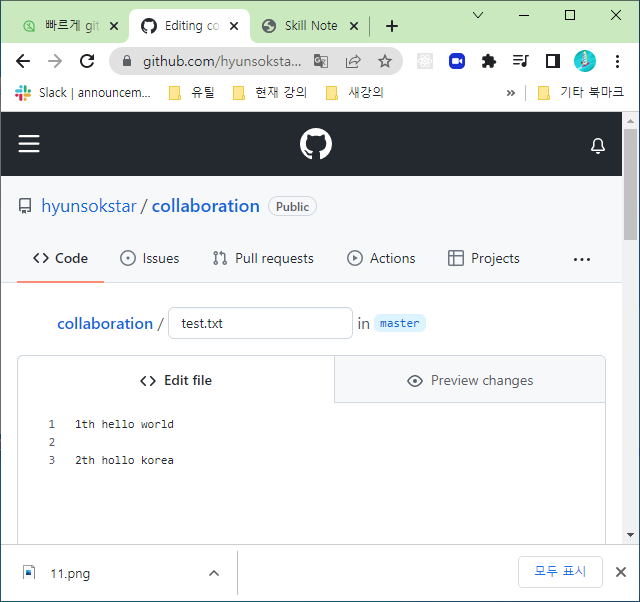 빠르게 git
Editing co
Skill Note
github.com/hyunsoksta...
Slack | announcem...
유틸
현재 강의
새강의
»
기타 북마크
hyunsokstar / collaboration
Public
Code
Issues
Pull requests
Actions
Projects
...
collaboration / test.txt in master
Edit file
Preview changes
1 1th hello world
2
3 2th hollo korea
11.png
모두 표시